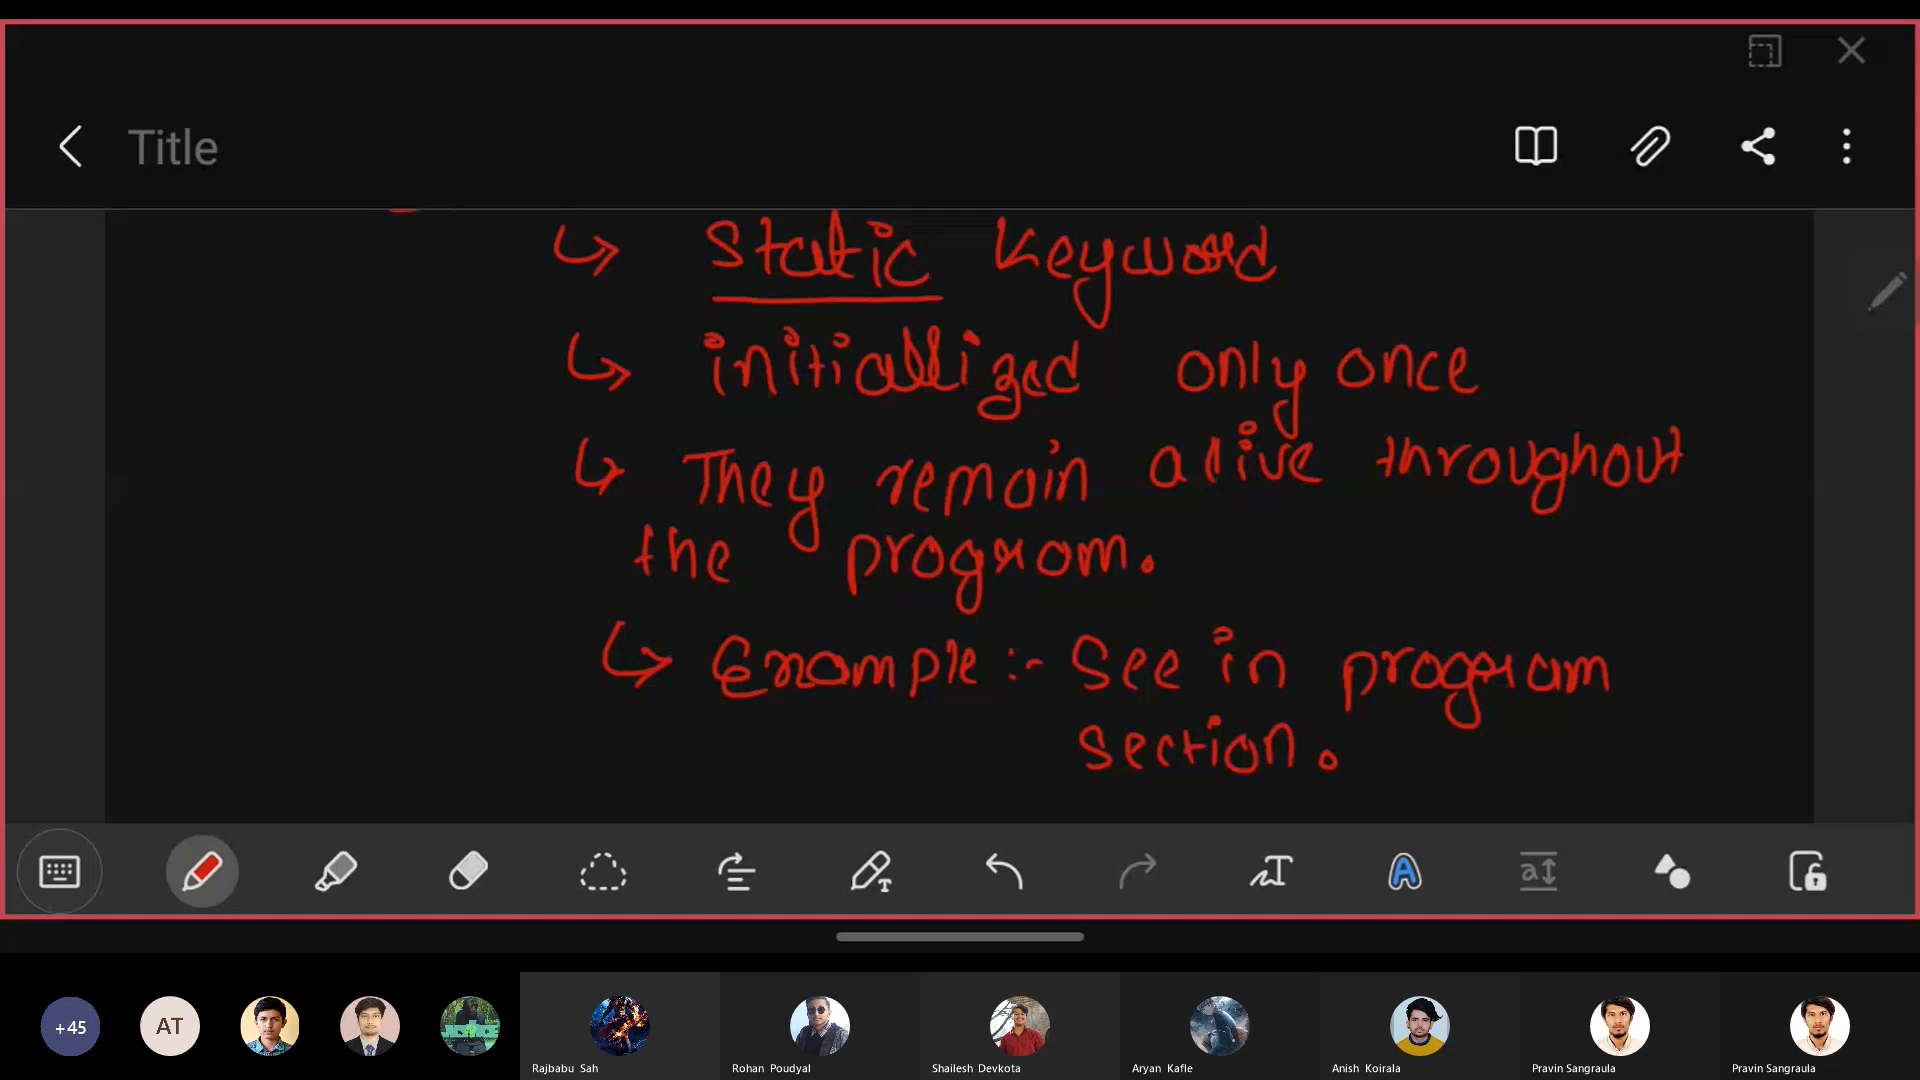 Title
↳ Static Keyword
↳ initiallized only once
↳ They remain alive throughout
the program.
↳ Example :- See in program
section.
+45
AT
JUSTICE
Rajbabu Sah
Rohan Poudyal
Shailesh Devkota
Aryan Kafle
Anish Koirala
Pravin Sangraula
Pravin Sangraula